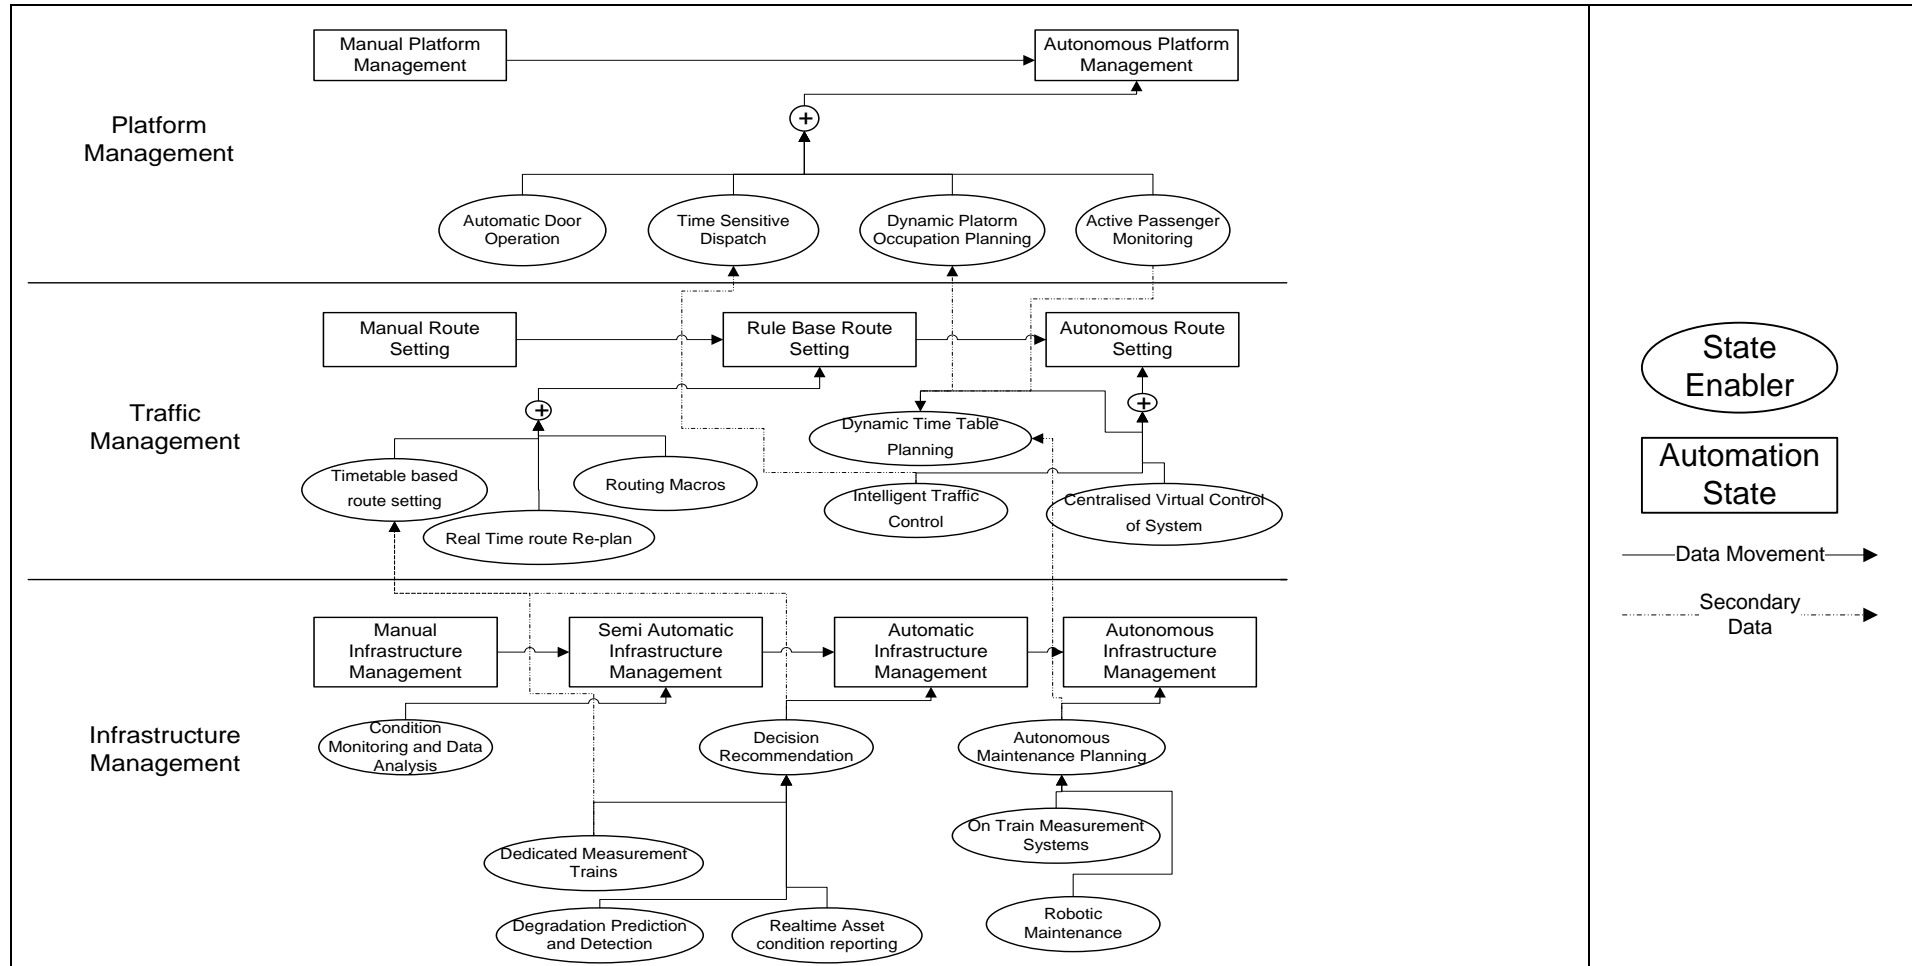 Manual Platform
Management
Autonomous Platform
Management
+
Platform
Management
Automatic Door
Operation
Time Sensitive
Dispatch
Dynamic Platorm
Occupation Planning
Active Passenger
Monitoring
Manual Route
Setting
Rule Base Route
Setting
Autonomous Route
Setting
Traffic
Management
+
+
Dynamic Time Table
Planning
Timetable based
route setting
Routing Macros
Real Time route Re-plan
Intelligent Traffic
Control
Centralised Virtual Control
of System
Manual
Infrastructure
Management
Semi Automatic
Infrastructure
Management
Automatic
Infrastructure
Management
Autonomous
Infrastructure
Management
Infrastructure
Management
Condition
Monitoring and Data
Analysis
Decision
Recommendation
Autonomous
Maintenance Planning
Dedicated Measurement
Trains
On Train Measurement
Systems
Degradation Prediction
and Detection
Realtime Asset
condition reporting
Robotic
Maintenance
State
Enabler
Automation
State
Data Movement
Secondary
Data